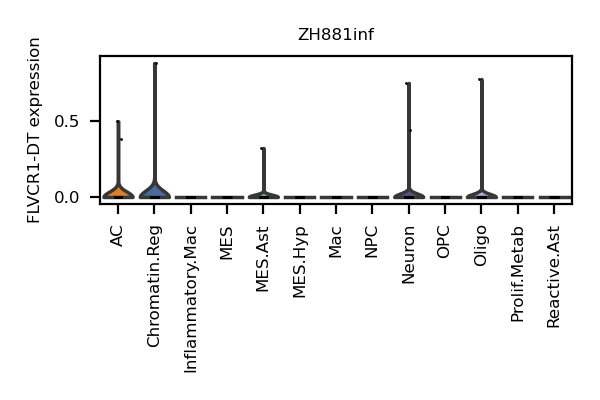 ZH881inf
FLVCR1-DT expression
0.5
0.0
AC
Chromatin.Reg
Inflammatory.Mac
MES
MES.Ast
MES.Hyp
Mac
NPC
Neuron
OPC
Oligo
Prolif.Metab
Reactive.Ast